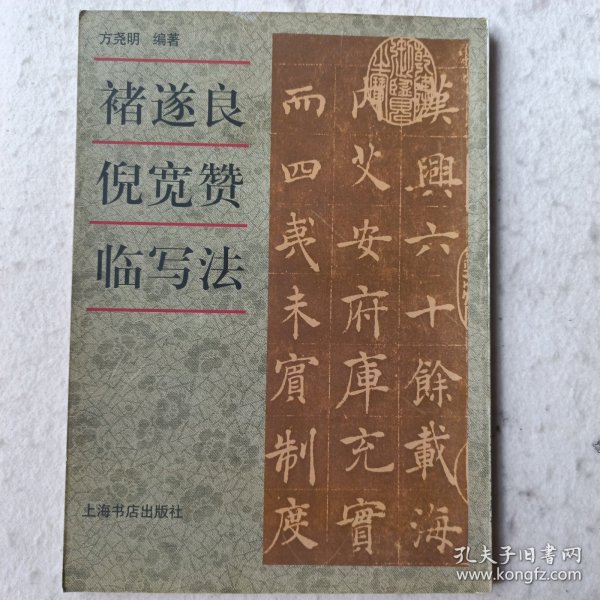 方尧明 编著
褚遂良
倪宽赞
临写法
上海书店出版社
漢興六十餘載海
内艾安府庫充實
而四夷未賓制度
孔夫子旧书网
www.kongfz.com